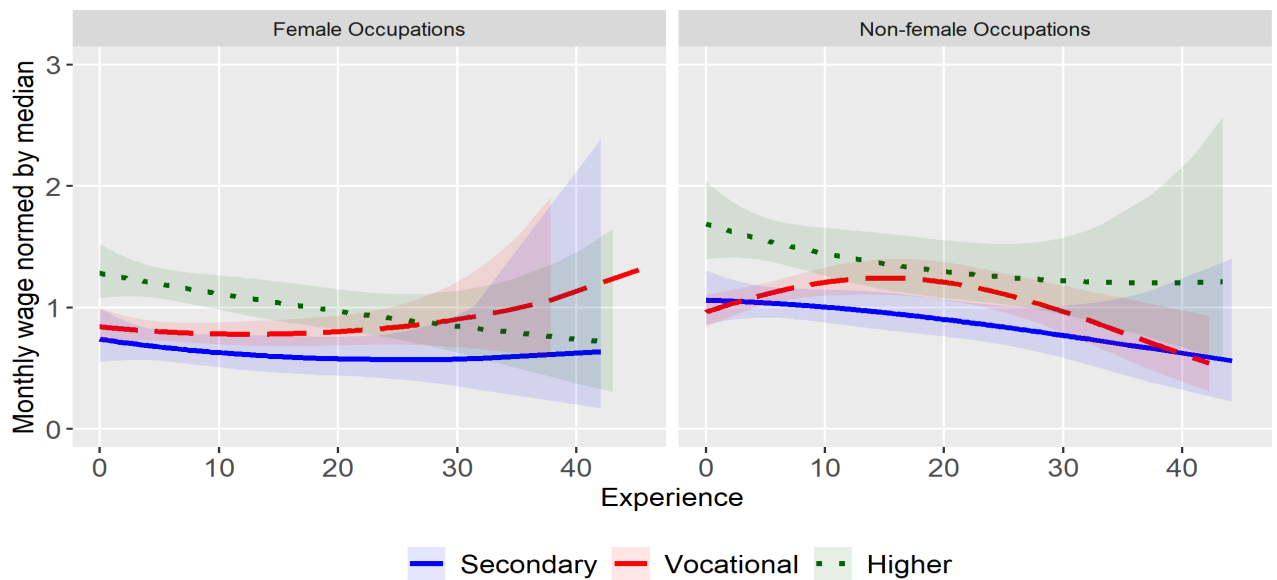 Female Occupations
Non-female Occupations
Monthly wage normed by median
3
2
1
0
0 10 20 30 40
0 10 20 30 40
Experience
Secondary Vocational Higher